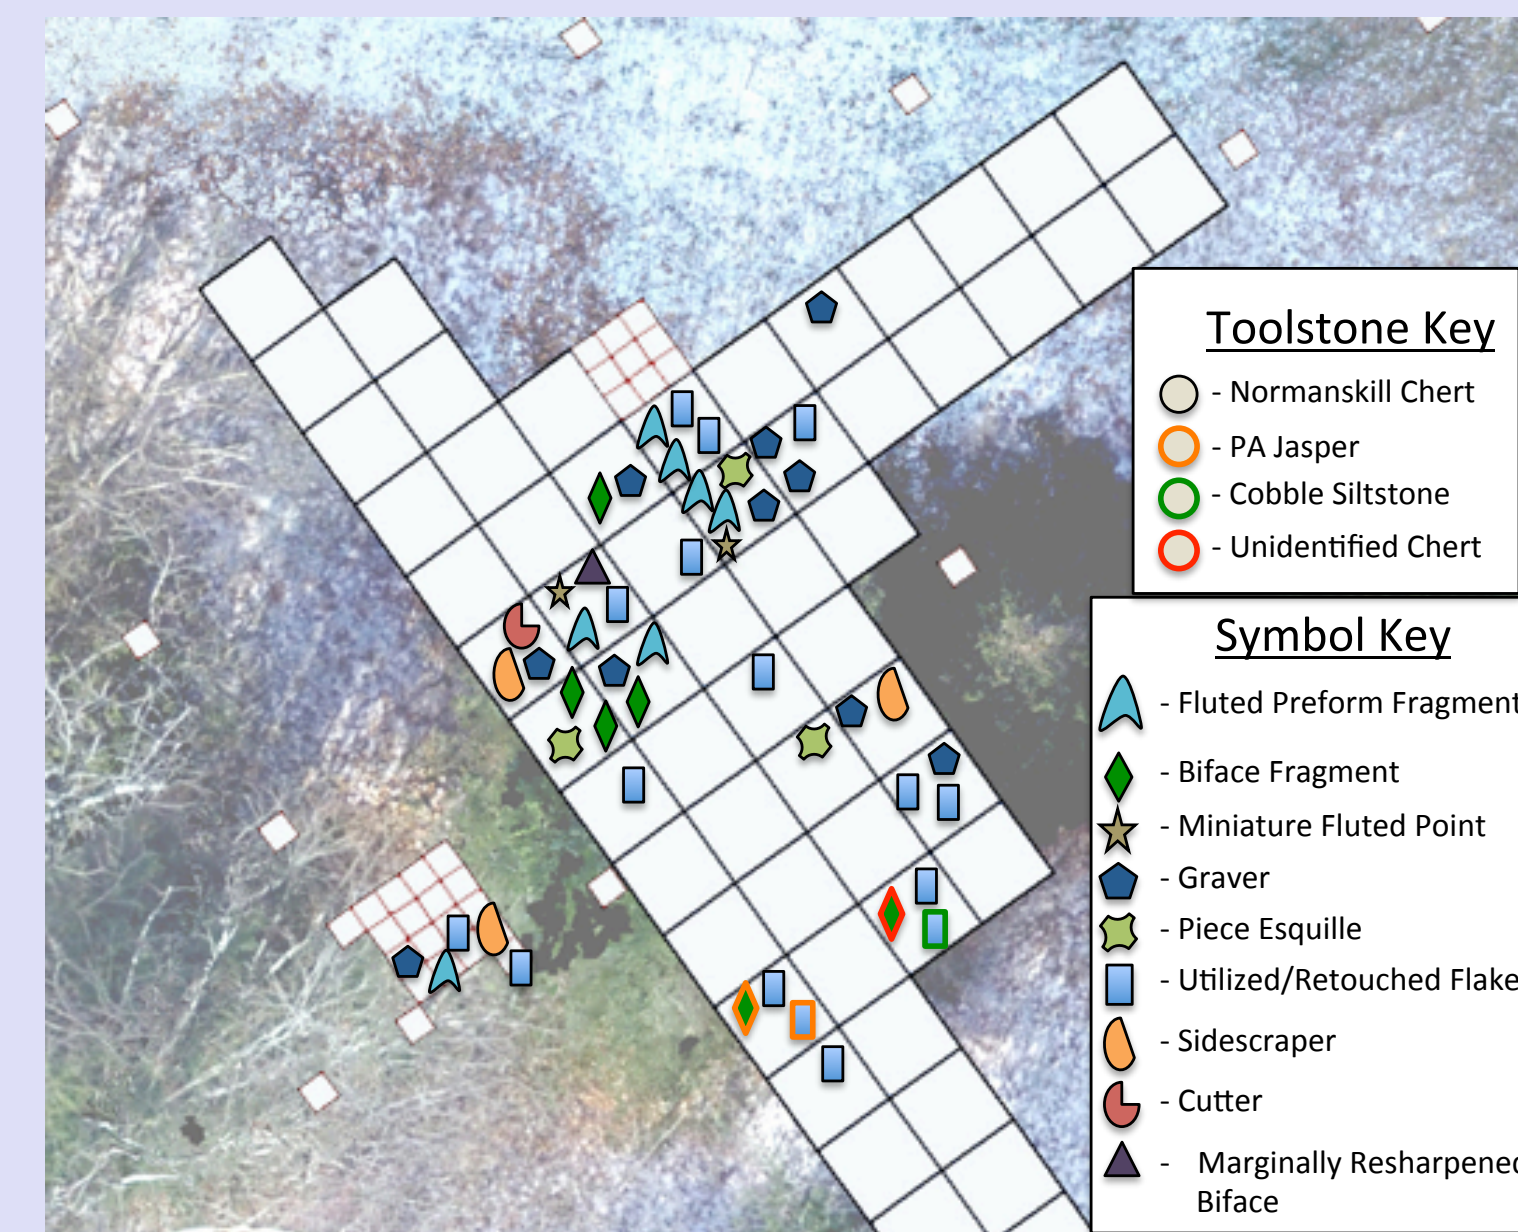 Toolstone Key
- Normanskill Chert
- PA Jasper
- Cobble Siltstone
- Unidentified Chert
Symbol Key
- Fluted Preform Fragment
- Biface Fragment
- Miniature Fluted Point
- Graver
- Piece Esquille
- Utilized/Retouched Flake
- Sidescraper
- Cutter
- Marginally Resharpened
Biface